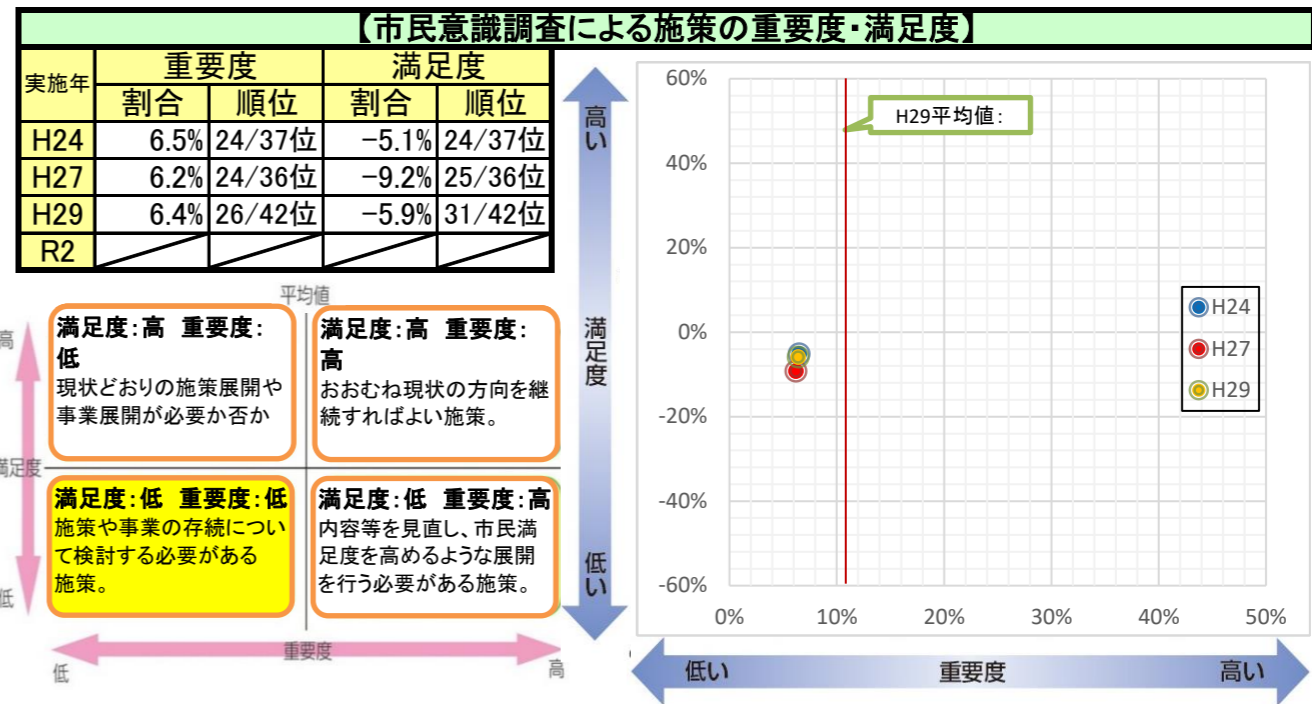 【市民意識調査による施策の重要度・満足度】
実施年 重要度 満足度
割合 順位 割合 順位
H24 6.5% 24/37位 -5.1% 24/37位
H27 6.2% 24/36位 -9.2% 25/36位
H29 6.4% 26/42位 -5.9% 31/42位
R2
平均値
高
満足度:高 重要度:
低
現状どおりの施策展開や
事業展開が必要か否か
満足度:高 重要度:
高
おおむね現状の方向を継
続すればよい施策。
満足度
満足度:低 重要度:低
施策や事業の存続につい
て検討する必要がある
施策。
満足度:低 重要度:高
内容等を見直し、市民満
足度を高めるような展開
を行う必要がある施策。
低
重要度
低
高
高い
満足度
低い
60%
40%
20%
0%
-20%
-40%
-60%
H29平均値:
H24
H27
H29
0% 10% 20% 30% 40% 50%
低い 重要度 高い